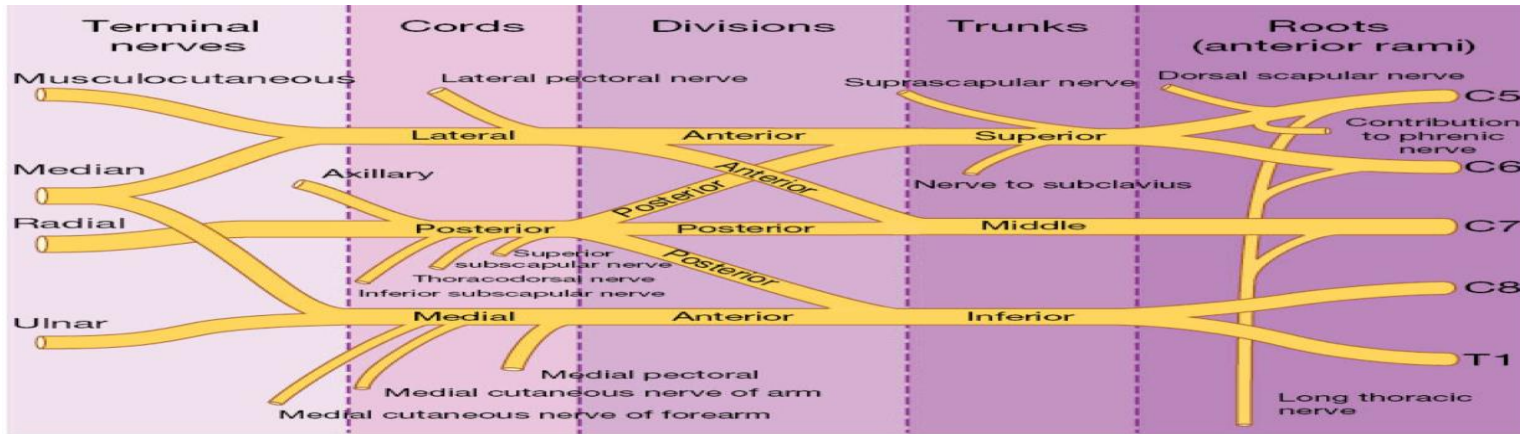 Terminal
nerves
Cords
Divisions
Trunks
Roots
(anterior rami)
Musculocutaneous
Lateral pectoral nerve
Suprascapular nerve
Dorsal scapular nerve
C5
Lateral
Anterior
Superior
Contribution
to phrenic
nerve
Median
Axillary
Posterior
Anterior
Nerve to subclavius
C6
Radial
Posterior
Posterior
Middle
C7
Superior
subscapular nerve
Thoracodorsal nerve
Inferior subscapular nerve
Posterior
C8
Ulnar
Medial
Anterior
Inferior
T1
Medial pectoral
Medial cutaneous nerve of arm
Medial cutaneous nerve of forearm
Long thoracic
nerve